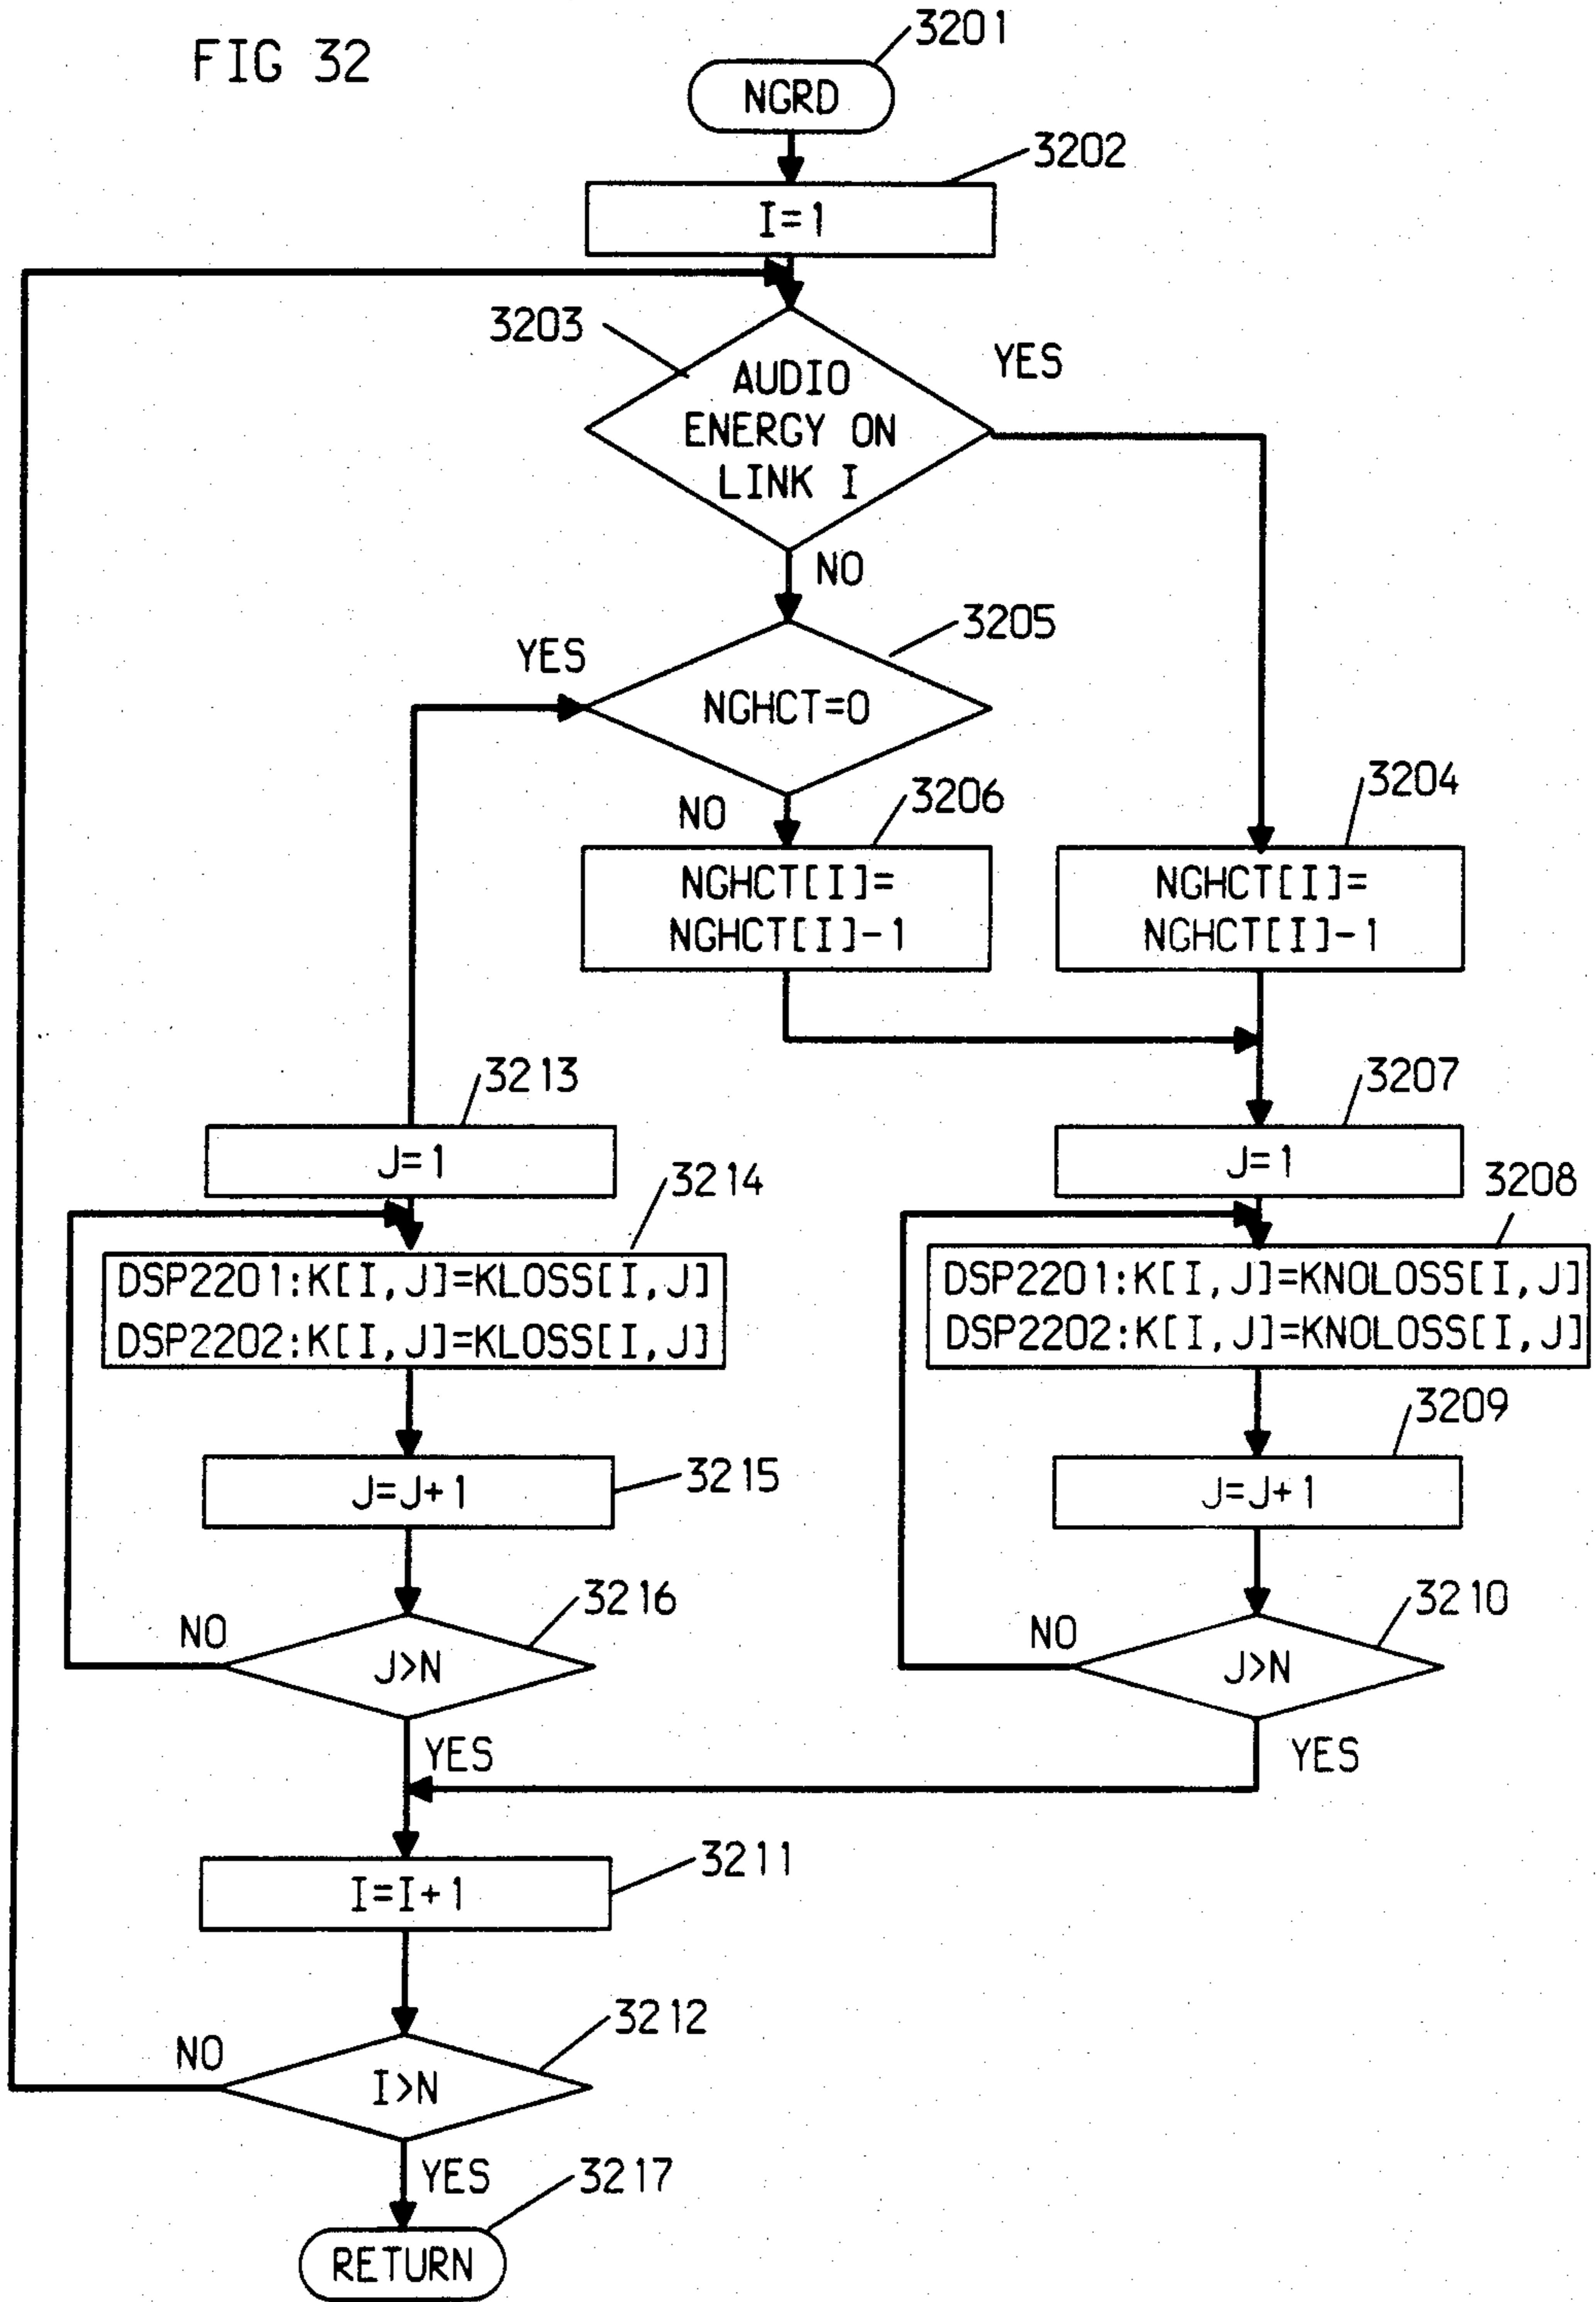 FIG 32
3201
NGRD
3202
I=1
3203
AUDIO
ENERGY ON
LINK I
YES
NO
3205
YES
NGHCT=0
NO
3206
3204
NGHCT[I]=
NGHCT[I]-1
NGHCT[I]=
NGHCT[I]-1
3213
3207
J=1
J=1
3214
3208
DSP2201:K[I,J]=KLOSS[I,J]
DSP2202:K[I,J]=KLOSS[I,J]
DSP2201:K[I,J]=KNOLOSS[I,J]
DSP2202:K[I,J]=KNOLOSS[I,J]
3209
J=J+1
3215
J=J+1
3216
3210
NO
J>N
NO
J>N
YES
YES
3211
I=I+1
3212
NO
I>N
YES
3217
RETURN